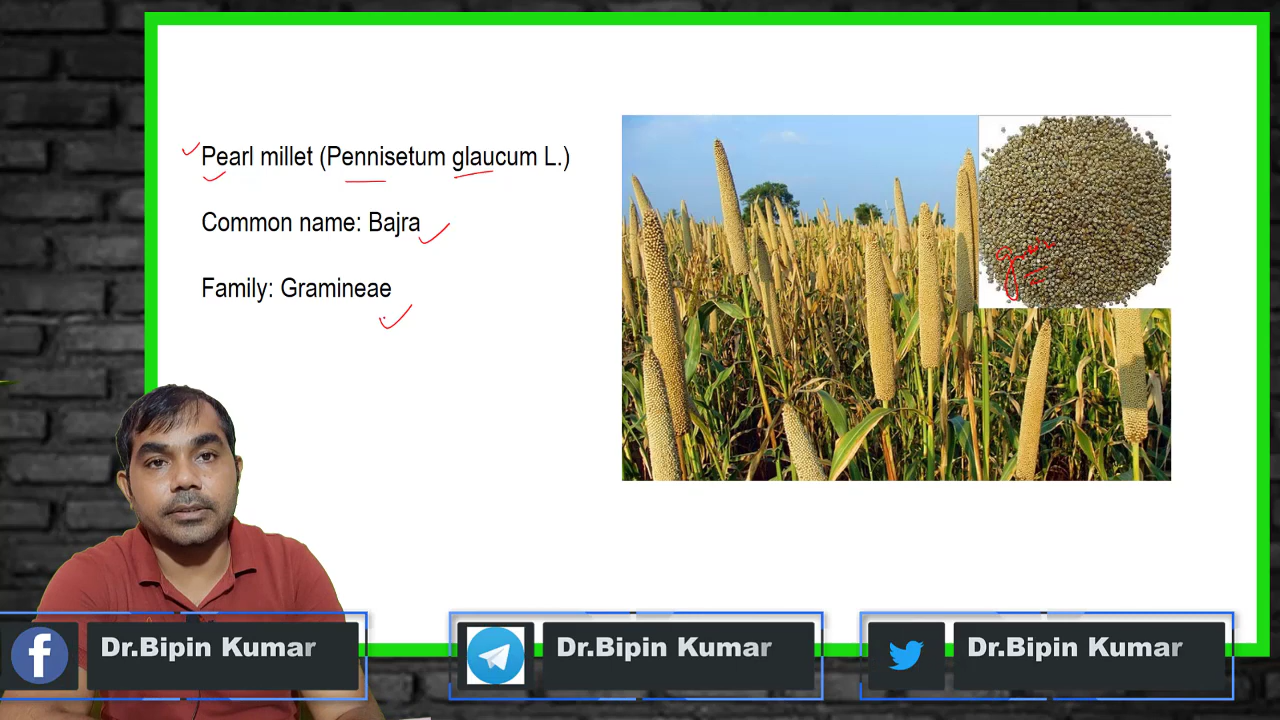 Pearl millet (Pennisetum glaucum L.)
Common name: Bajra
Family: Gramineae
Dr.Bipin Kumar
Dr.Bipin Kumar
Dr.Bipin Kumar